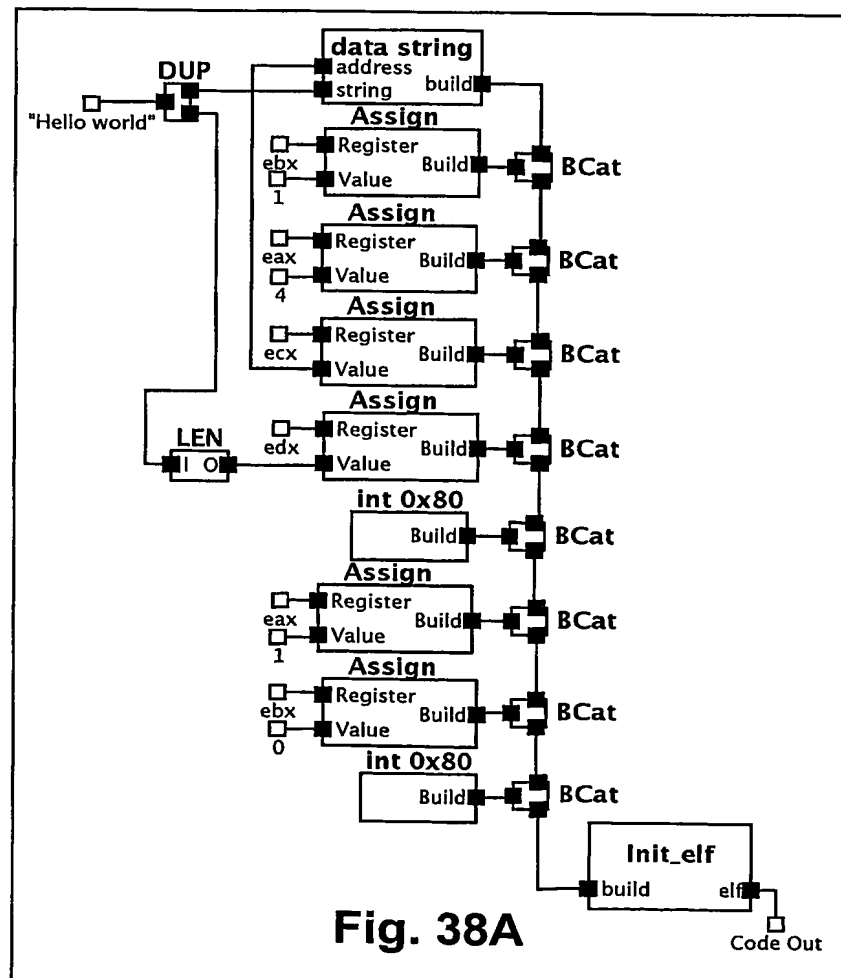 data string
DUP
address
build
string
"Hello world"
Assign
Register
ebx
Build
BCat
Value
1
Assign
Register
eax
Build
BCat
Value
4
Assign
Register
ecx
Build
BCat
Value
Assign
LEN
Register
edx
Build
BCat
I O
Value
int 0x80
Build
BCat
Assign
Register
eax
Build
BCat
Value
1
Assign
Register
ebx
Build
BCat
Value
0
int 0x80
Build
BCat
Init_elf
build
elf
Code Out
Fig. 38A